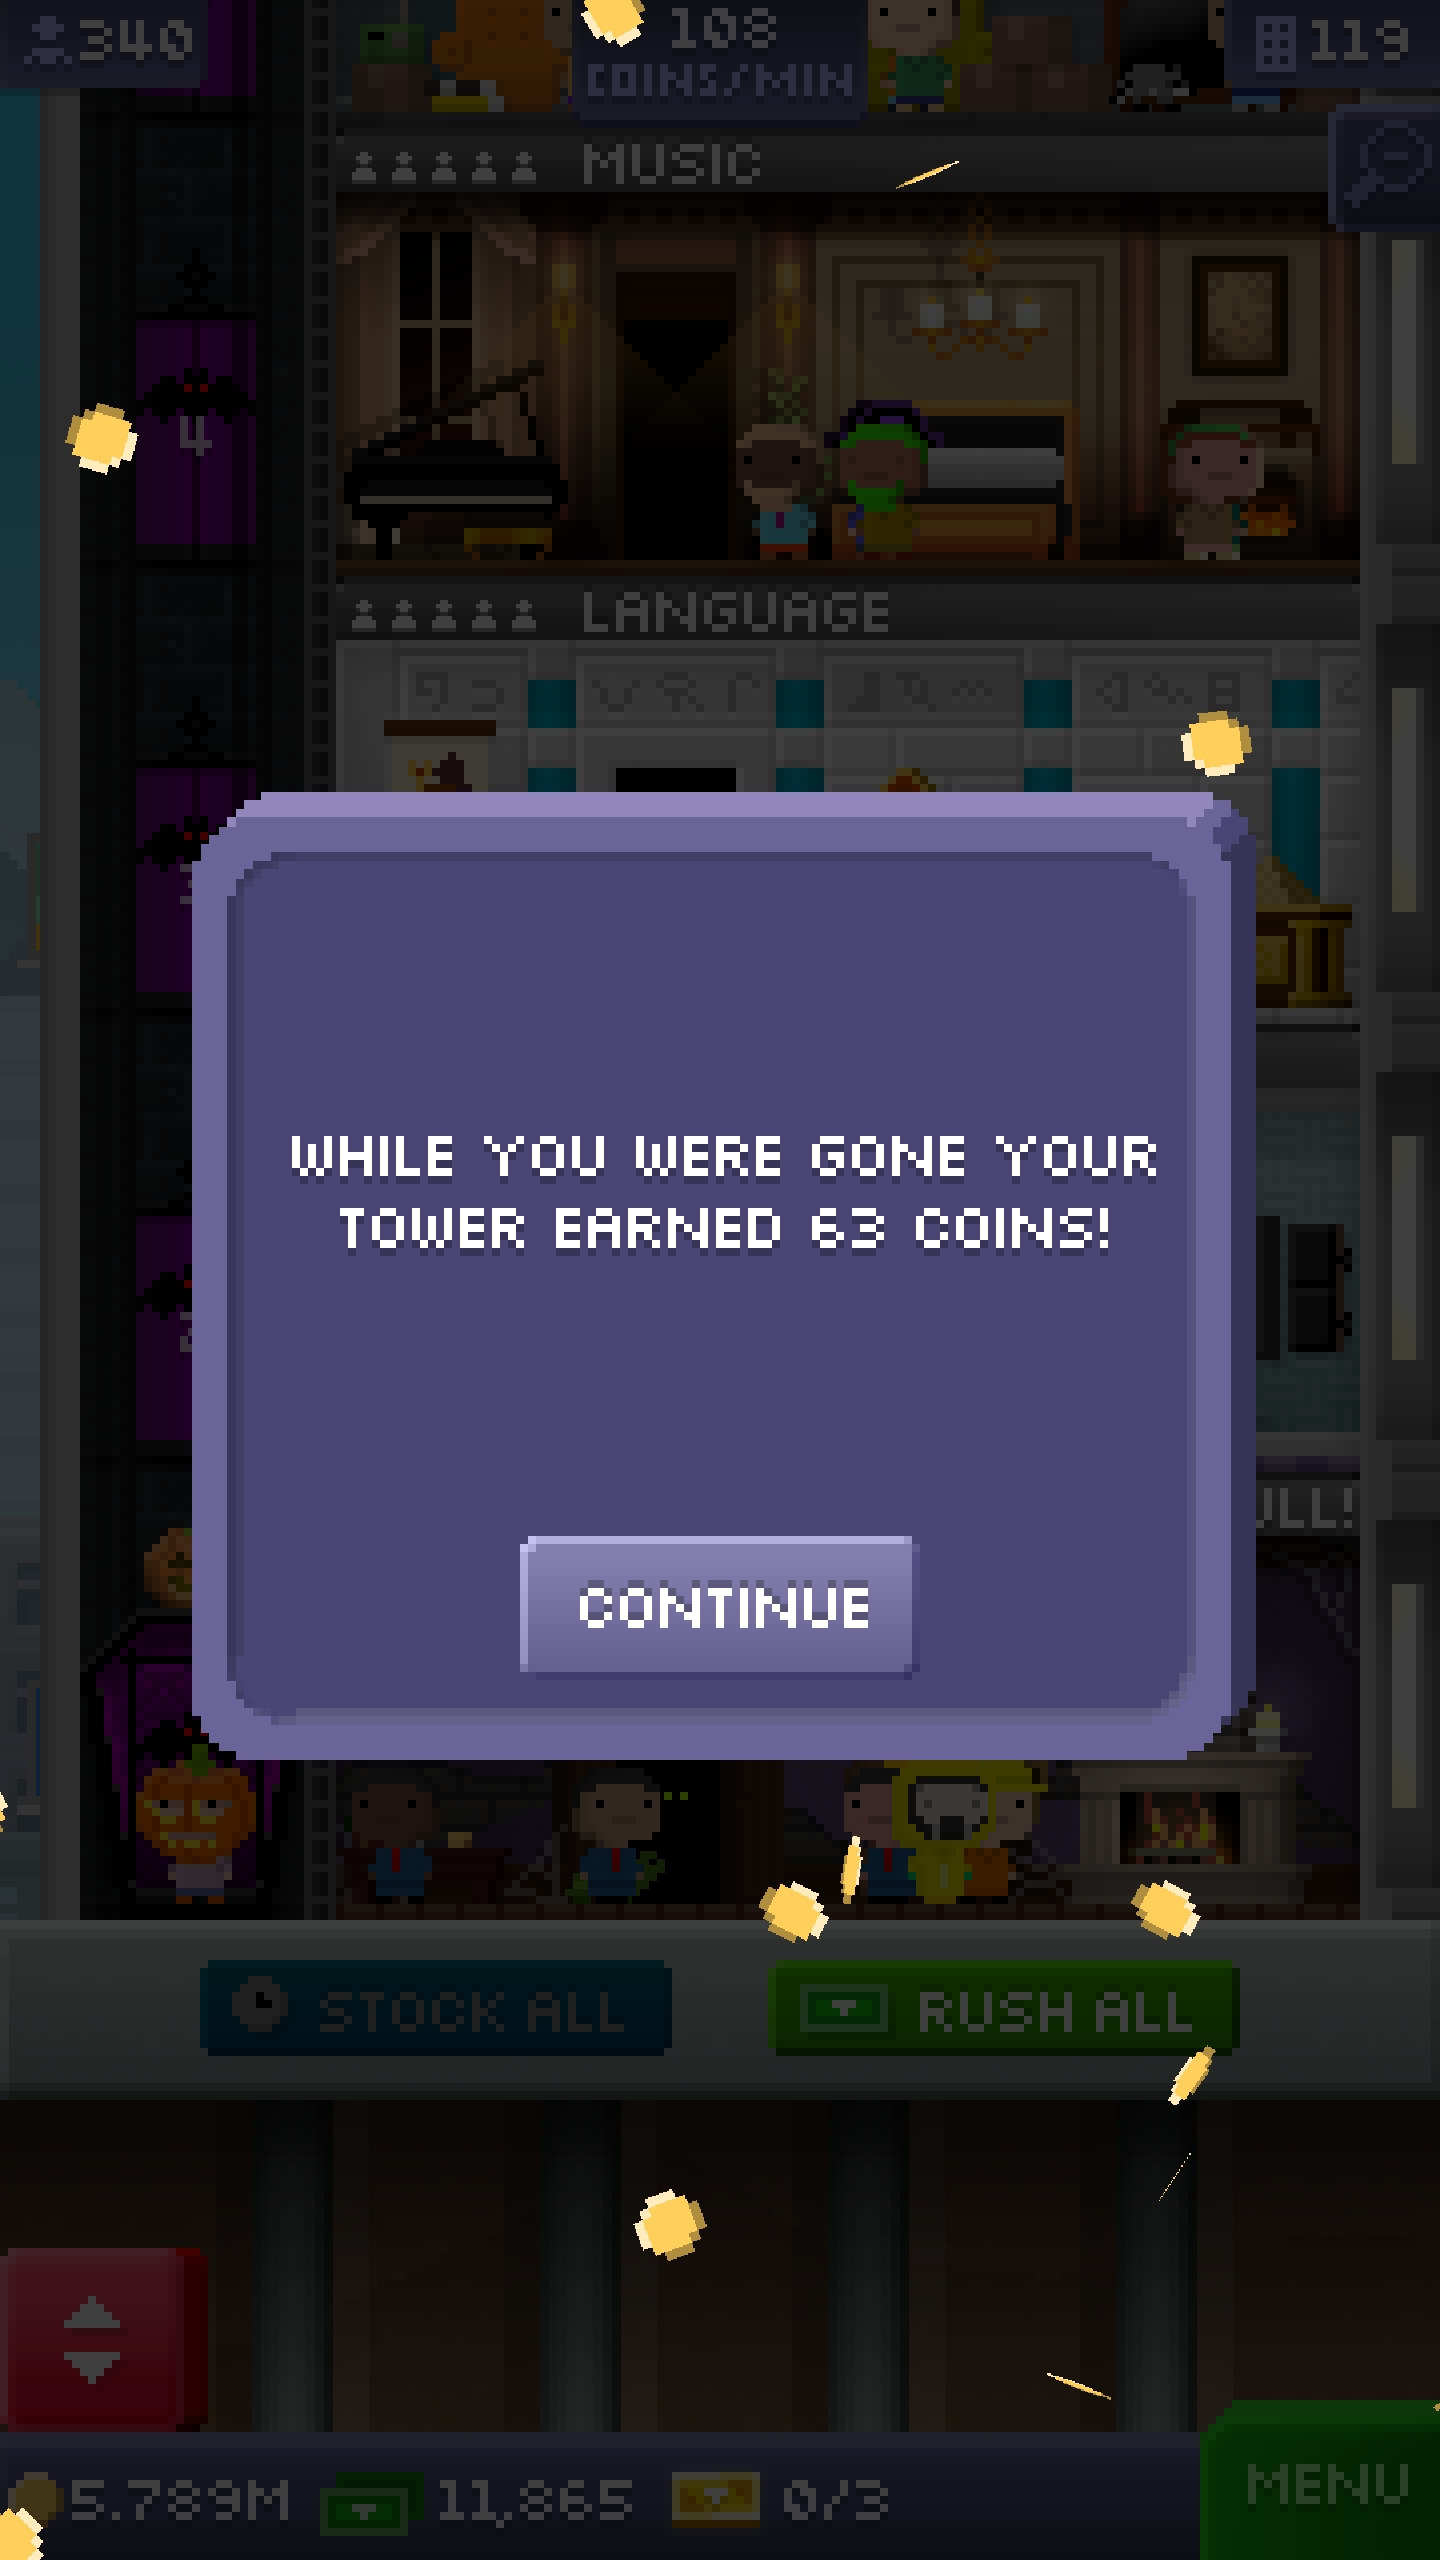 340
108
COINS/MIN
119
MUSIC
4
LANGUAGE
WHILE YOU WERE GONE YOUR
TOWER EARNED 63 COINS!
CONTINUE
STOCK ALL
RUSH ALL
5.789M
11,865
0/3
MENU